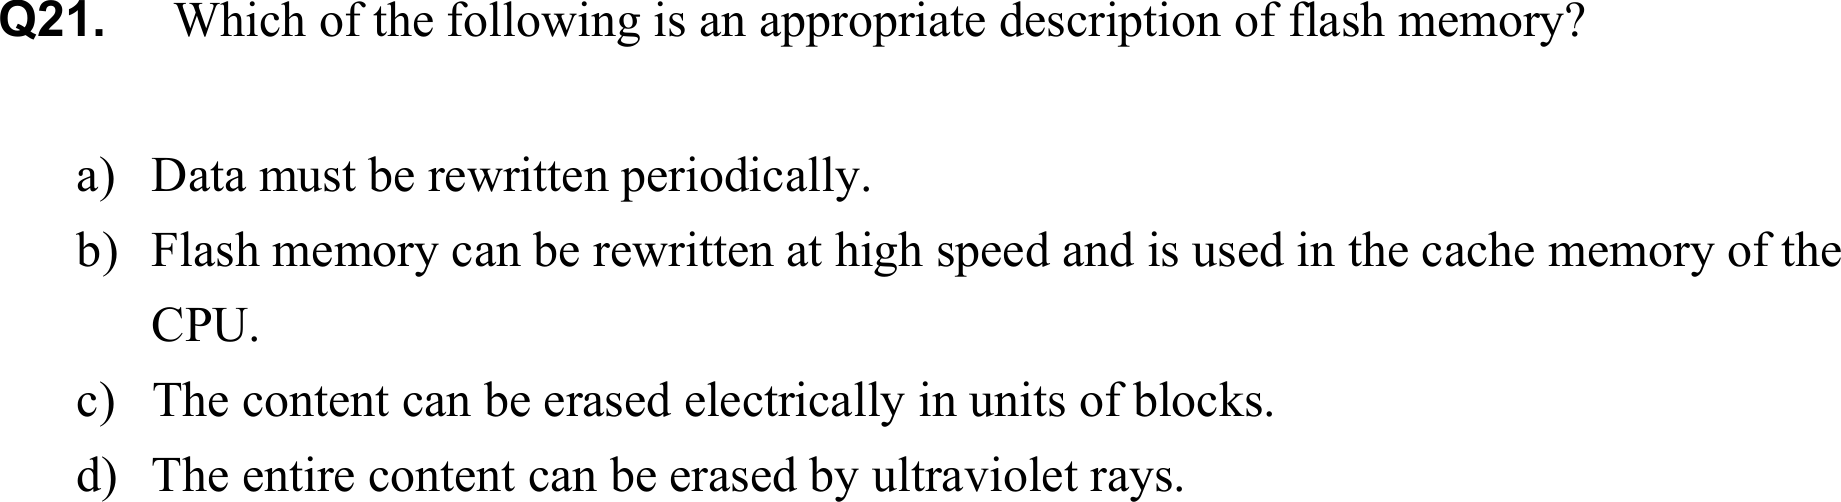 Q21. Which of the following is an appropriate description of flash memory?
a) Data must be rewritten periodically.
b) Flash memory can be rewritten at high speed and is used in the cache memory of the
CPU.
c) The content can be erased electrically in units of blocks.
d) The entire content can be erased by ultraviolet rays.